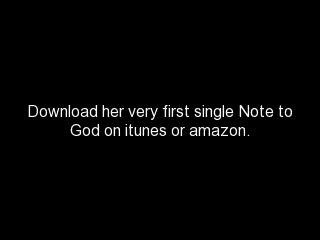 Download her very first single Note to
God on itunes or amazon.